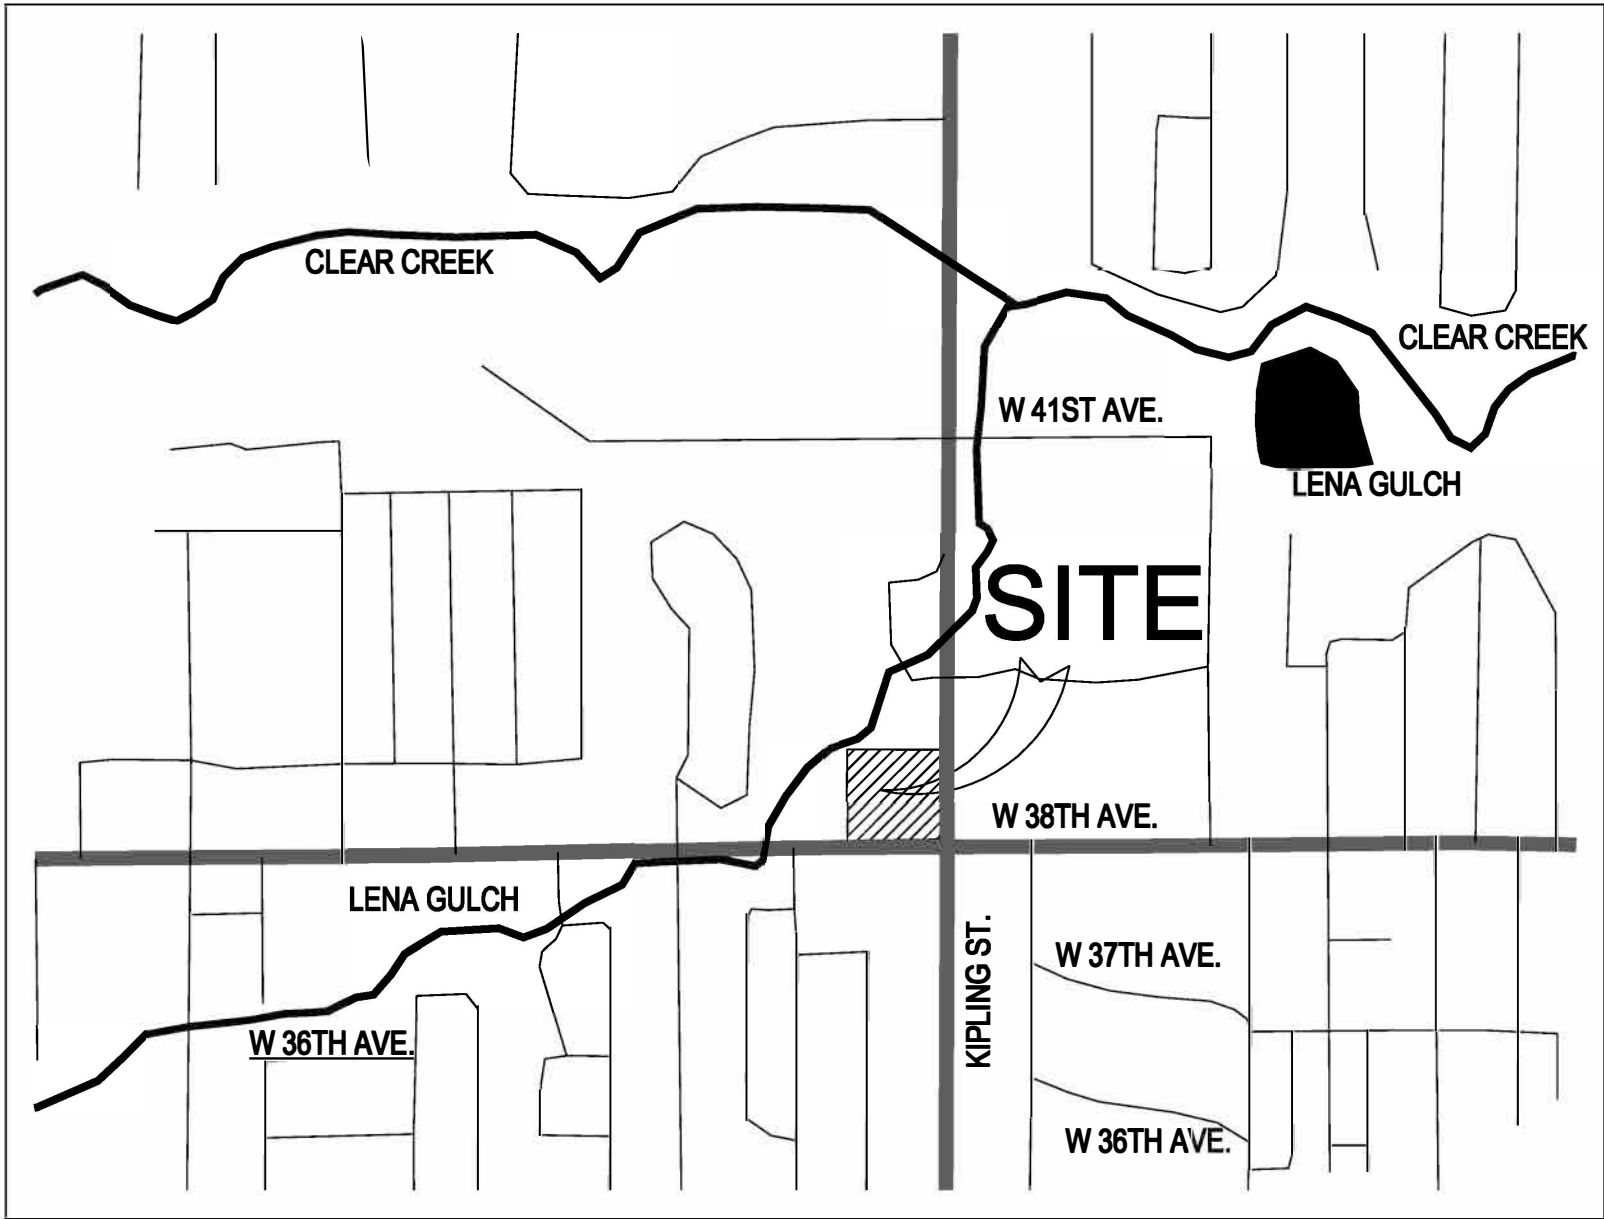 CLEAR CREEK
CLEAR CREEK
W 41ST AVE.
LENA GULCH
SITE
W 38TH AVE.
LENA GULCH
KIPLING ST.
W 37TH AVE.
W 36TH AVE.
W 36TH AVE.